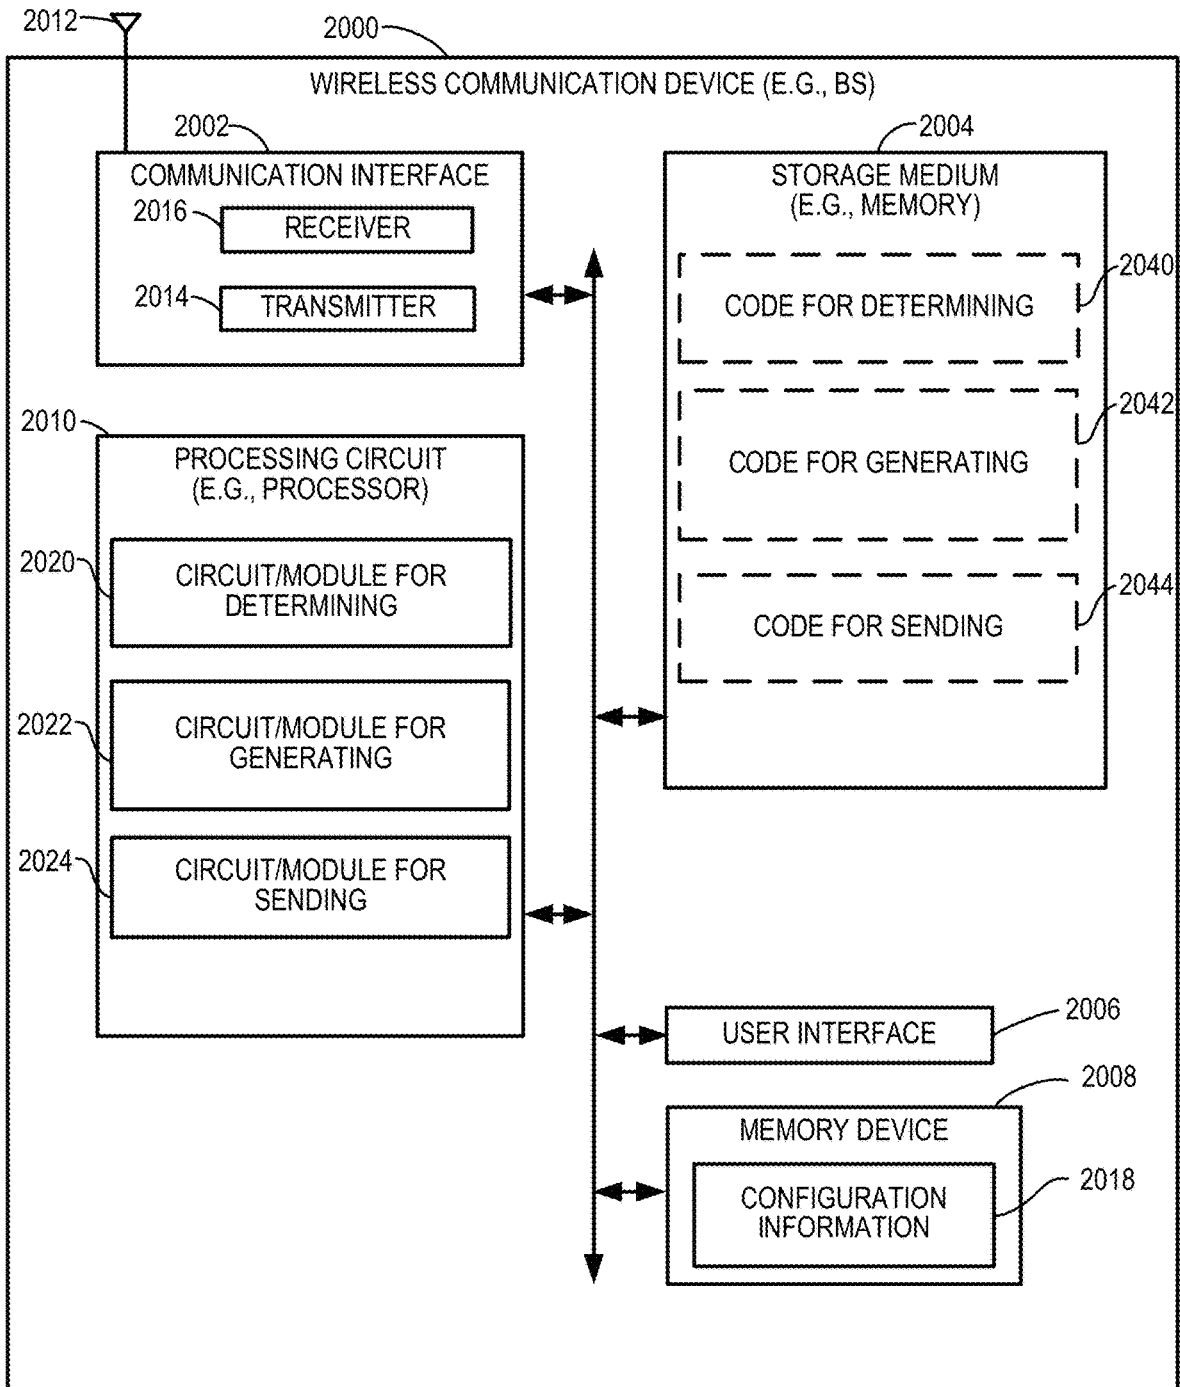 2012
2000
WIRELESS COMMUNICATION DEVICE (E.G., BS)
2002
COMMUNICATION INTERFACE
2016
RECEIVER
2014
TRANSMITTER
2004
STORAGE MEDIUM
(E.G., MEMORY)
2040
CODE FOR DETERMINING
2042
CODE FOR GENERATING
2044
CODE FOR SENDING
2010
PROCESSING CIRCUIT
(E.G., PROCESSOR)
2020
CIRCUIT/MODULE FOR
DETERMINING
2022
CIRCUIT/MODULE FOR
GENERATING
2024
CIRCUIT/MODULE FOR
SENDING
2006
USER INTERFACE
2008
MEMORY DEVICE
2018
CONFIGURATION
INFORMATION